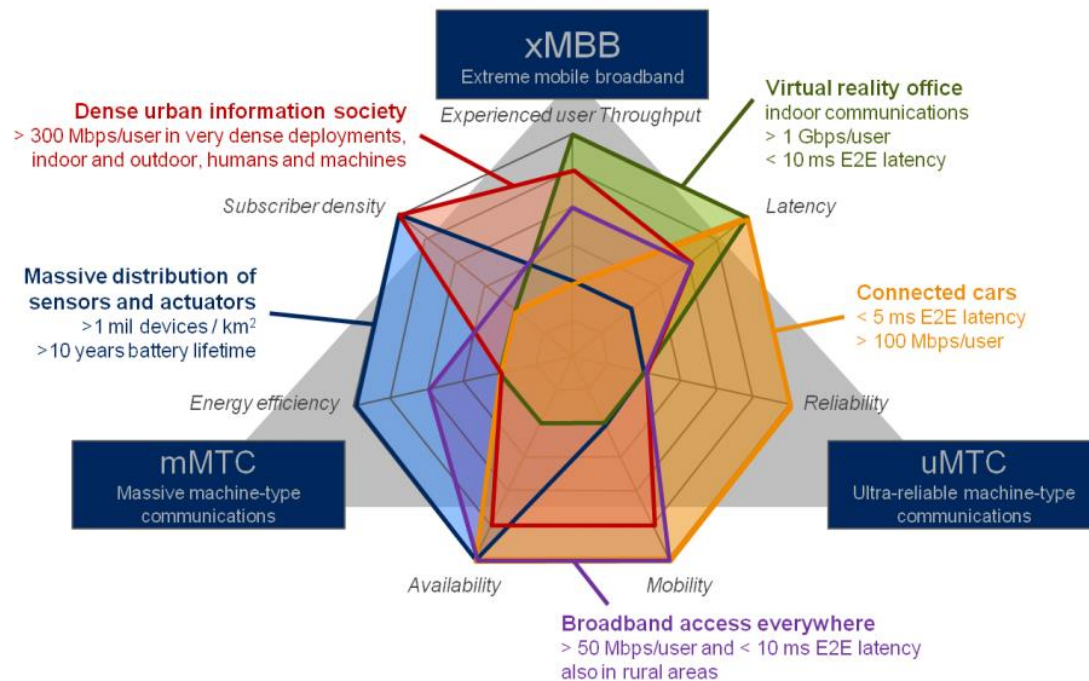 xMBB
Extreme mobile broadband
Experienced user Throughput
Dense urban information society
> 300 Mbps/user in very dense deployments,
indoor and outdoor, humans and machines
Virtual reality office
indoor communications
> 1 Gbps/user
< 10 ms E2E latency
Subscriber density
Latency
Massive distribution of
sensors and actuators
>1 mil devices / km²
>10 years battery lifetime
Connected cars
< 5 ms E2E latency
> 100 Mbps/user
Energy efficiency
Reliability
mMTC
Massive machine-type
communications
uMTC
Ultra-reliable machine-type
communications
Availability
Mobility
Broadband access everywhere
> 50 Mbps/user and < 10 ms E2E latency
also in rural areas